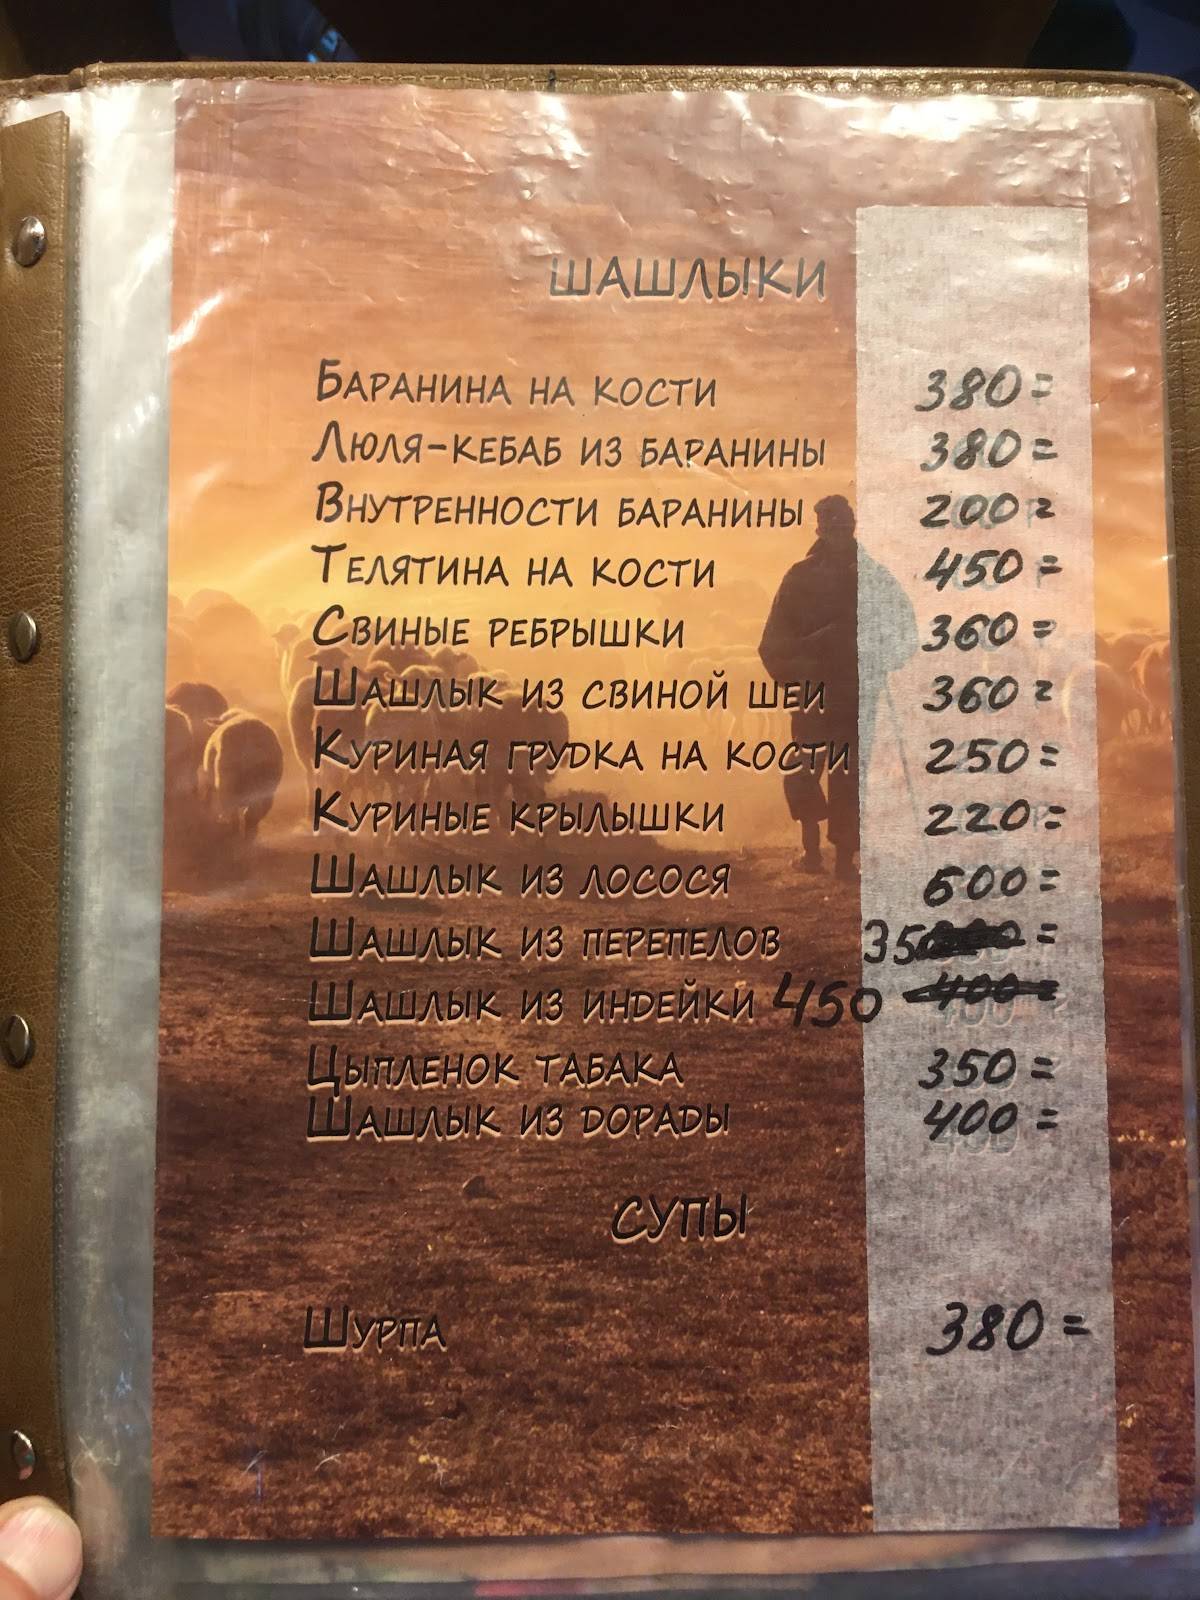 ШАШЛЫКИ
БАРАНИНА НА КОСТИ 380=
ЛЮЛЯ-КЕБАБ ИЗ БАРАНИНЫ 380=
ВНУТРЕННОСТИ БАРАНИНЫ 200=
ТЕЛЯТИНА НА КОСТИ 450=
СВИНЫЕ РЕБРЫШКИ 360=
ШАШЛЫК ИЗ СВИНОЙ ШЕИ 360=
КУРИНАЯ ГРУДКА НА КОСТИ 250=
КУРИНЫЕ КРЫЛЫШКИ 220=
ШАШЛЫК ИЗ ЛОСОСЯ 600=
ШАШЛЫК ИЗ ПЕРЕПЕЛОВ =
ШАШЛЫК ИЗ ИНДЕЙКИ 450 400=
ЦЫПЛЕНОК ТАБАКА 350=
ШАШЛЫК ИЗ ДОРАДЫ 400=
СУПЫ
ШУРПА 380=